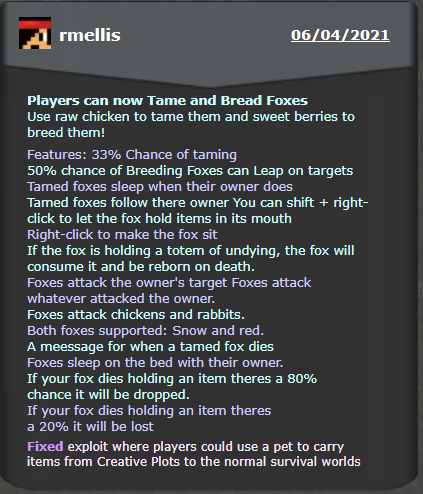 rmellis
06/04/2021
Players can now Tame and Bread Foxes
Use raw chicken to tame them and sweet berries to
breed them!
Features: 33% Chance of taming
50% chance of Breeding Foxes can Leap on targets
Tamed foxes sleep when their owner does
Tamed foxes follow there owner You can shift + right-
click to let the fox hold items in its mouth
Right-click to make the fox sit
If the fox is holding a totem of undying, the fox will
consume it and be reborn on death.
Foxes attack the owner's target Foxes attack
whatever attacked the owner.
Foxes attack chickens and rabbits.
Both foxes supported: Snow and red.
A meessage for when a tamed fox dies
Foxes sleep on the bed with their owner.
If your fox dies holding an item theres a 80%
chance it will be dropped.
If your fox dies holding an item theres
a 20% it will be lost
Fixed exploit where players could use a pet to carry
items from Creative Plots to the normal survival worlds